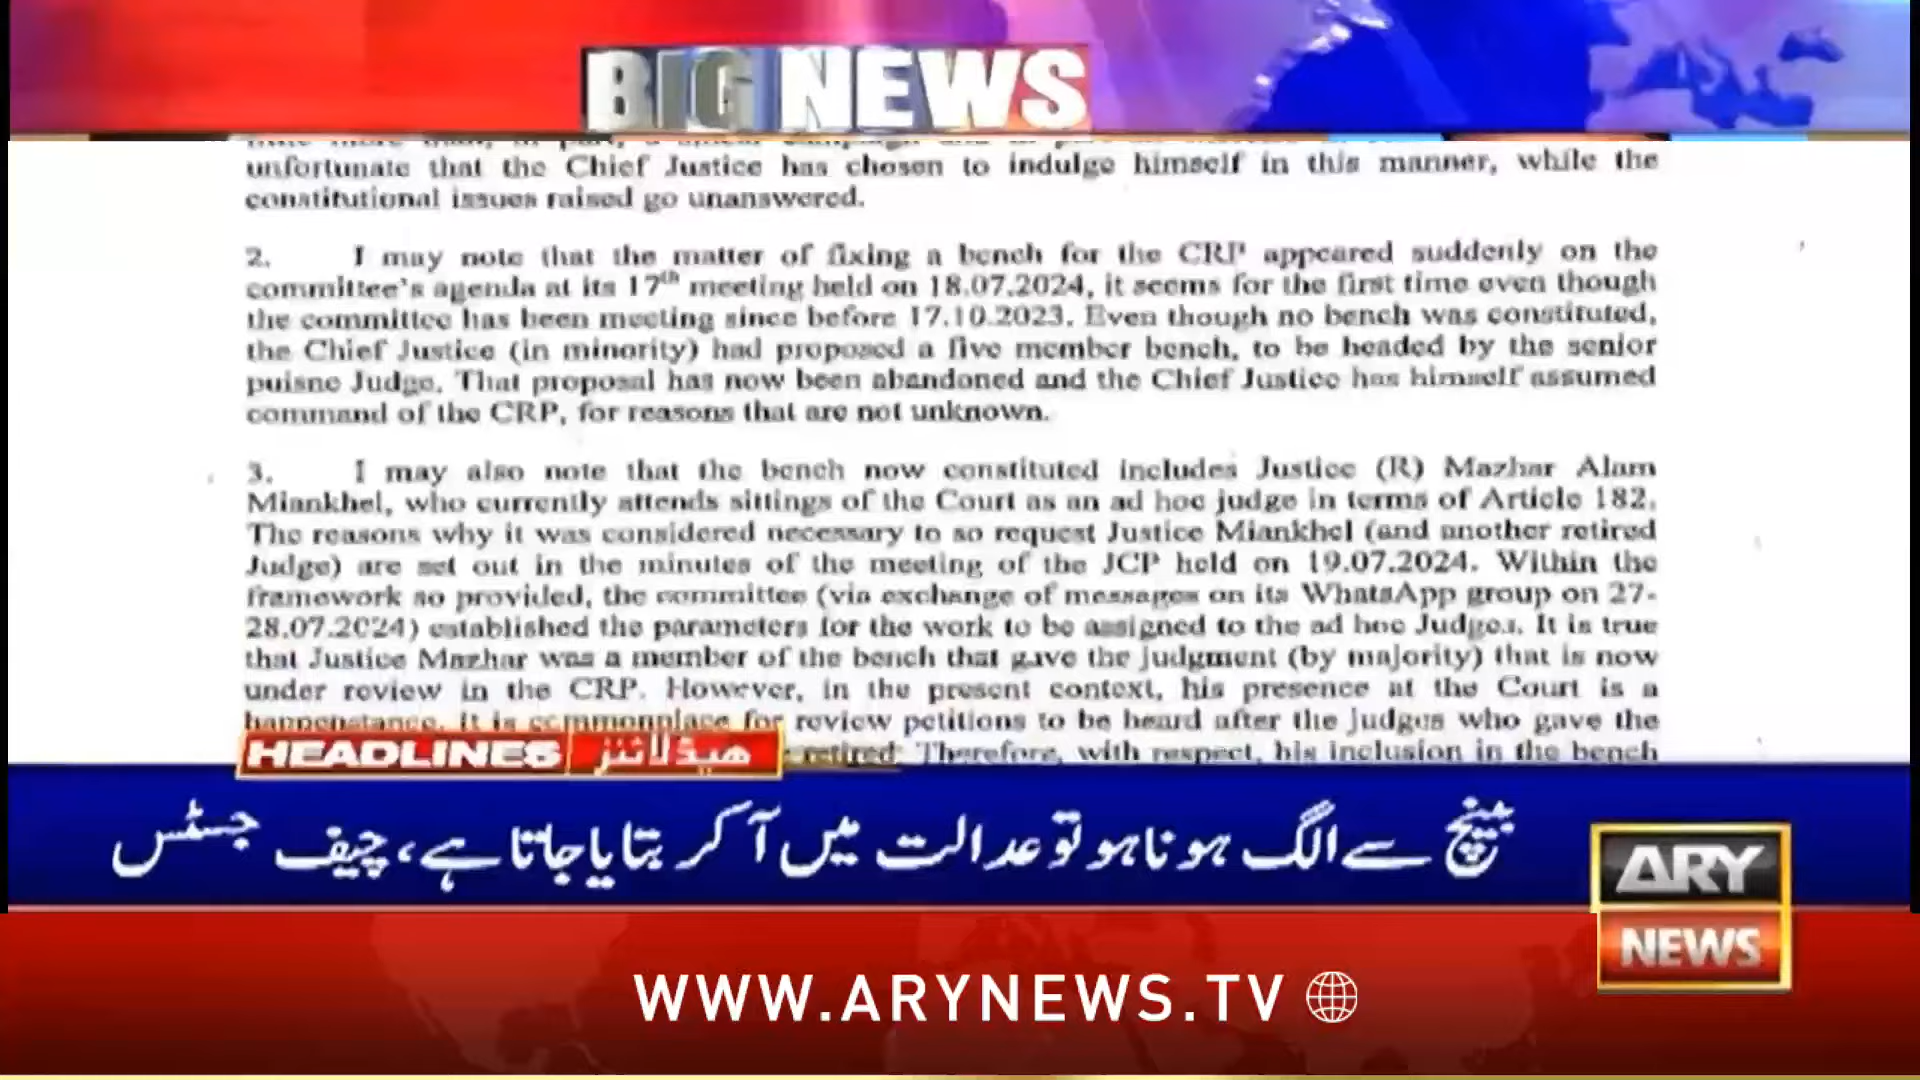 BIG NEWS
unfortunate that the Chief Justice has chosen to indulge himself in this manner, while the
constitutional issues raised go unanswered.
2. I may note that the matter of fixing a bench for the CRP appeared suddenly on the
committee's agenda at its 17th meeting held on 18.07.2024, it seems for the first time even though
the committee has been meeting since before 17.10.2023. Even though no bench was constituted,
the Chief Justice (in minority) had proposed a five member bench, to be headed by the senior
puisne Judge. That proposal has now been abandoned and the Chief Justice has himself assumed
command of the CRP, for reasons that are not unknown.
3. I may also note that the bench now constituted includes Justice (R) Mazhar Alam
Miankhel, who currently attends sittings of the Court as an ad hoc judge in terms of Article 182.
The reasons why it was considered necessary to so request Justice Miankhel (and another retired
Judge) are set out in the minutes of the meeting of the JCP held on 19.07.2024. Within the
framework so provided, the committee (via exchange of messages on its WhatsApp group on 27-
28.07.2024) established the parameters for the work to be assigned to the ad hoc Judges. It is true
that Justice Mazhar was a member of the bench that gave the judgment (by majority) that is now
under review in the CRP. However, in the present context, his presence at the Court is a
happenstance. It is commonplace for review petitions to be heard after the judges who gave the
retired. Therefore, with respect, his inclusion in the bench
HEADLINES ہیڈلائنز
بینچ سے الگ ہونا ہو تو عدالت میں آ کر بتایا جاتا ہے، چیف جسٹس
ARY
NEWS
WWW.ARYNEWS.TV